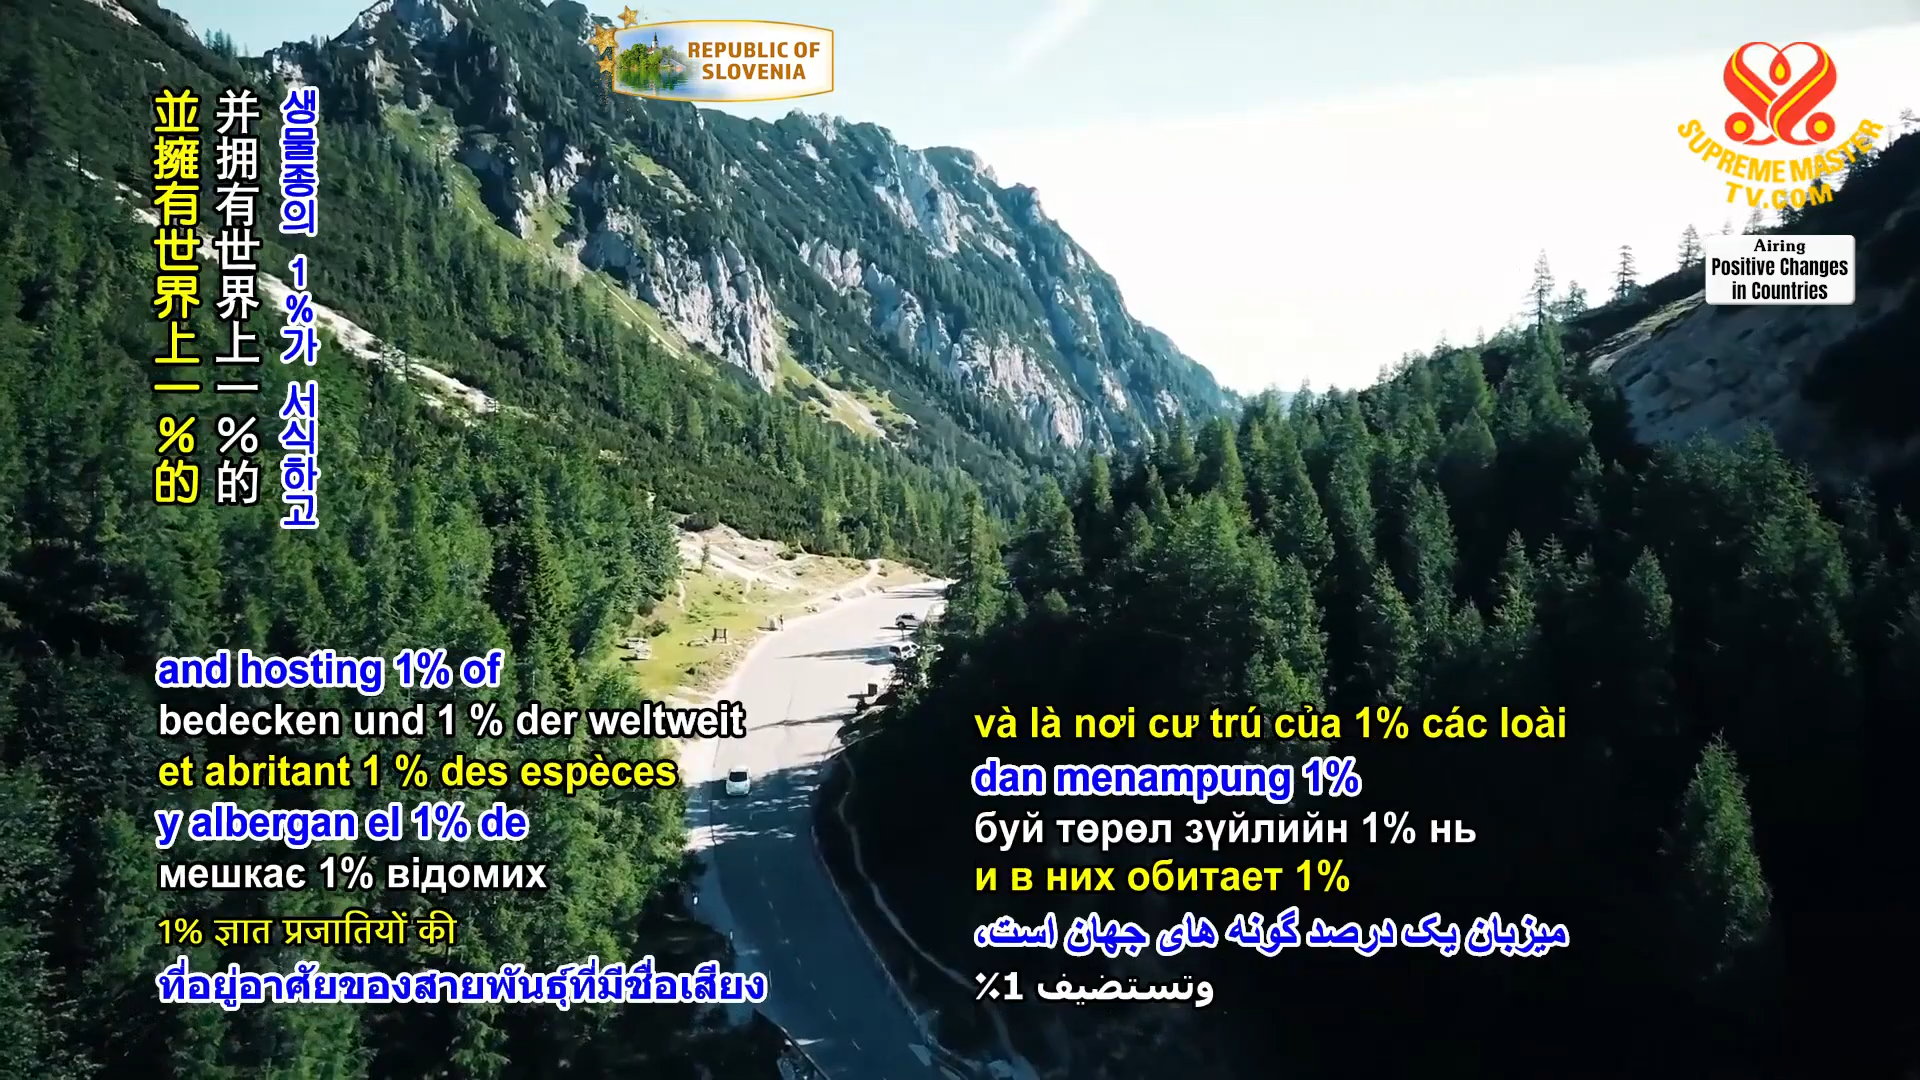 REPUBLIC OF
SLOVENIA
SUPREME MASTER
TV.COM
Airing
Positive Changes
in Countries
생물종의 1%가 서식하고
并拥有世界上一%的
並擁有世界上一%的
and hosting 1% of
bedecken und 1 % der weltweit
et abritant 1 % des espèces
y albergan el 1% de
мешкає 1% відомих
1% ज्ञात प्रजातियों की
ที่อยู่อาศัยของสายพันธุ์ที่มีชื่อเสียง
và là nơi cư trú của 1% các loài
dan menampung 1%
буй төрөл зүйлийн 1% нь
и в них обитает 1%
میزبان یک درصد گونه های جهان است،
وتستضيف 1٪